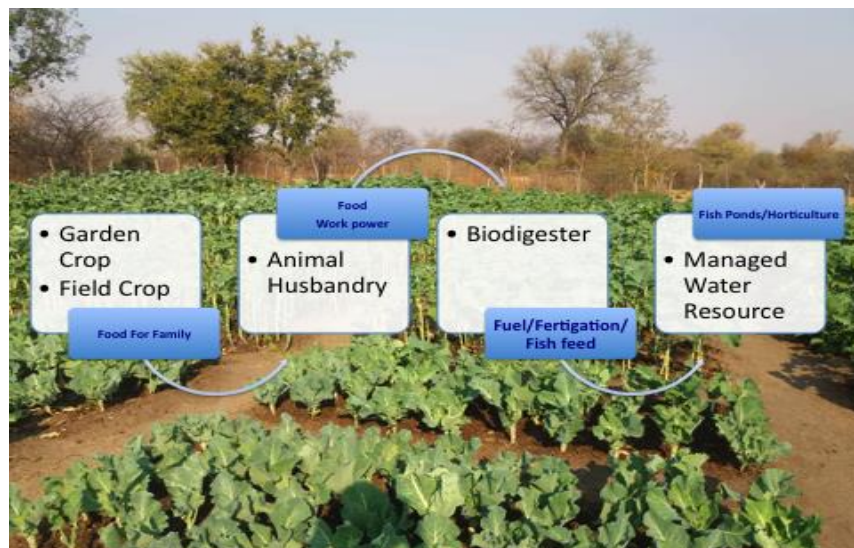 • Garden
Crop
• Field Crop
Food For Family
Food
Work power
• Animal
Husbandry
• Biodigester
Fuel/Fertigation/
Fish feed
Fish Ponds/Horticulture
• Managed
Water
Resource